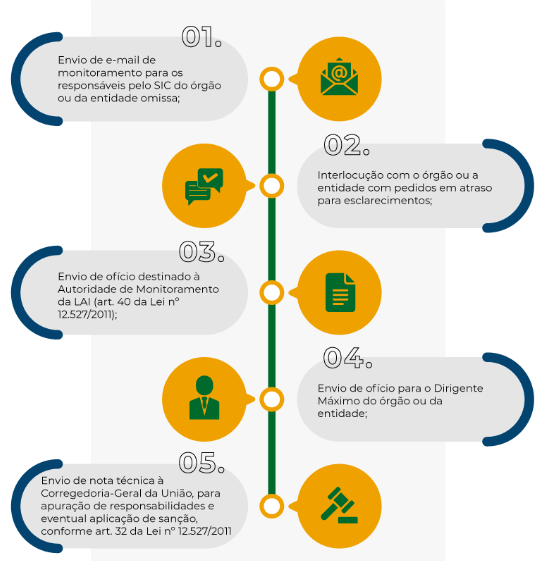 01.
Envio de e-mail de
monitoramento para os
responsáveis pelo SIC do órgão
ou da entidade omissa;
02.
Interlocução com o órgão ou a
entidade com pedidos em atraso
para esclarecimentos;
03.
Envio de ofício destinado à
Autoridade de Monitoramento
da LAI (art. 40 da Lei nº
12.527/2011);
04.
Envio de ofício para o Dirigente
Máximo do órgão ou da
entidade;
05.
Envio de nota técnica à
Corregedoria-Geral da União, para
apuração de responsabilidades e
eventual aplicação de sanção,
conforme art. 32 da Lei nº 12.527/2011